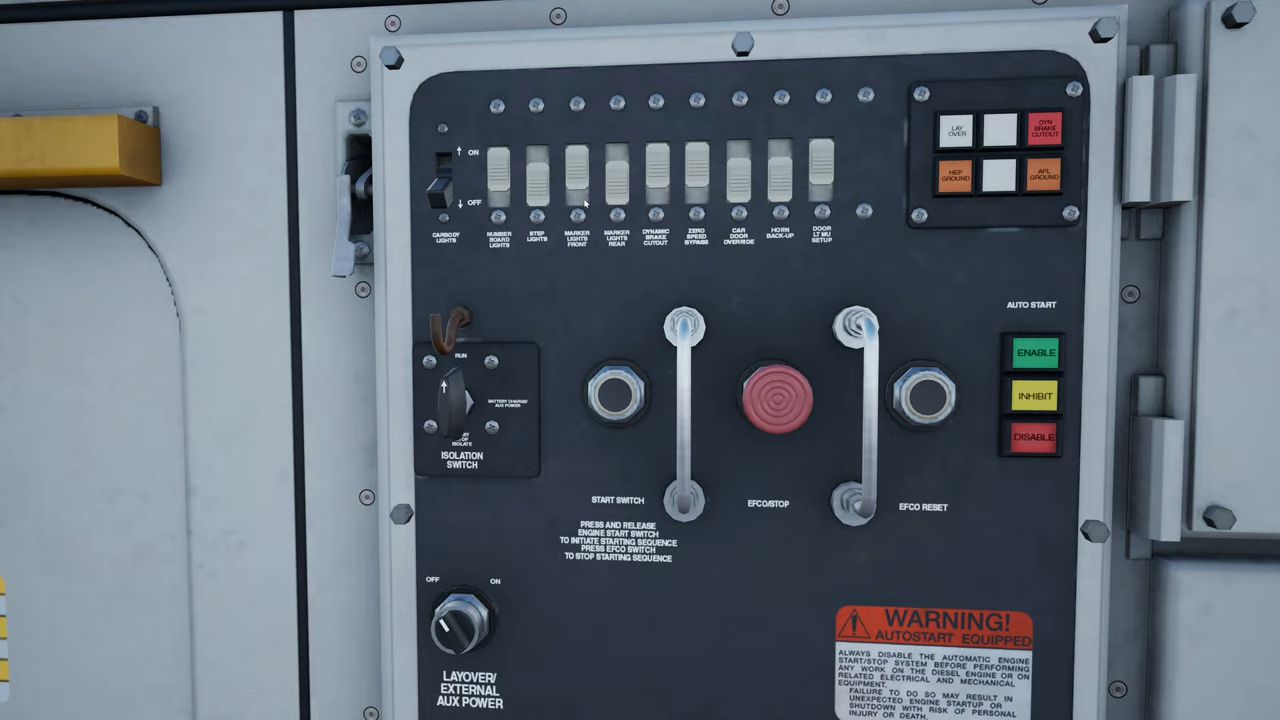 LAY
OVER
DYN
BRAKE
CUTOUT
HEP
GROUND
APL
GROUND
↑ ON
↓ OFF
CARBODY
LIGHTS
NUMBER
BOARD
LIGHTS
STEP
LIGHTS
MARKER
LIGHTS
FRONT
MARKER
LIGHTS
REAR
DYNAMIC
BRAKE
CUTOUT
ZERO
SPEED
BYPASS
CAR
DOOR
OVERRIDE
HORN
BACK-UP
DOOR
LT MU
SETUP
AUTO START
ENABLE
INHIBIT
DISABLE
RUN
BATTERY CHARGE/
AUX POWER
ISOLATE
ISOLATION
SWITCH
START SWITCH
EFCO/STOP
EFCO RESET
PRESS AND RELEASE
ENGINE START SWITCH
TO INITIATE STARTING SEQUENCE
PRESS EFCO SWITCH
TO STOP STARTING SEQUENCE
OFF
ON
LAYOVER/
EXTERNAL
AUX POWER
WARNING!
AUTOSTART EQUIPPED
ALWAYS DISABLE THE AUTOMATIC ENGINE
START/STOP SYSTEM BEFORE PERFORMING
ANY WORK ON THE DIESEL ENGINE OR ON
RELATED ELECTRICAL AND MECHANICAL
EQUIPMENT.
FAILURE TO DO SO MAY RESULT IN
UNEXPECTED ENGINE STARTUP OR
SHUTDOWN WITH RISK OF PERSONAL
INJURY OR DEATH.